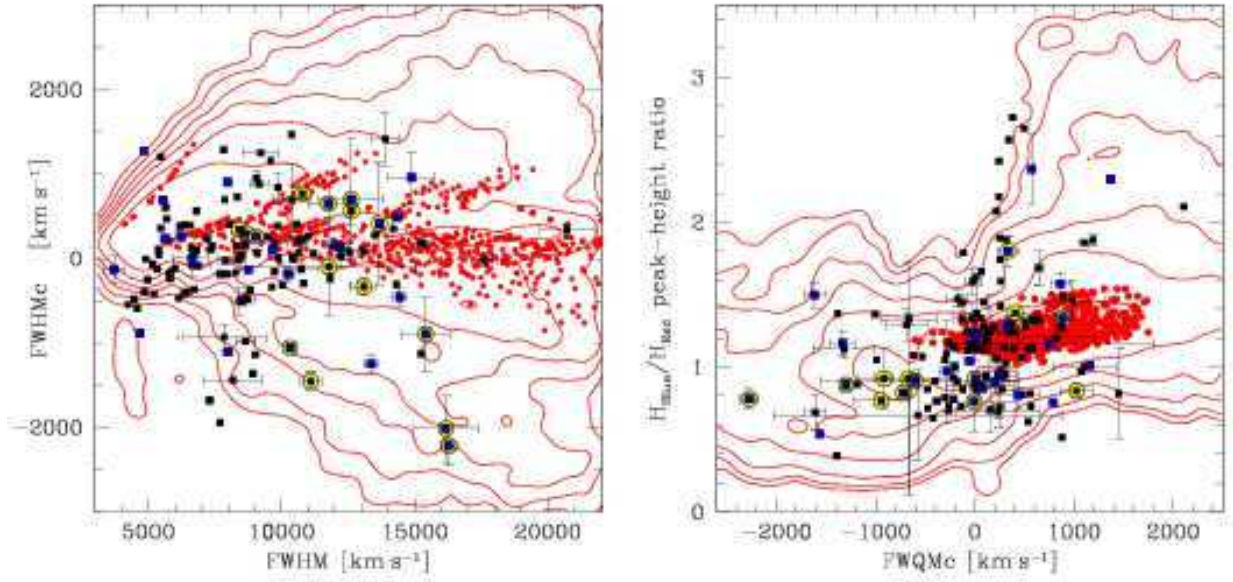 2000
0
−2000
FWHMc [km s⁻¹]
5000 10000 15000 20000
FWHM [km s⁻¹]
3
2
1
0
H_Blue/H_Red peak-height ratio
−2000 −1000 0 1000 2000
FWQMc [km s⁻¹]